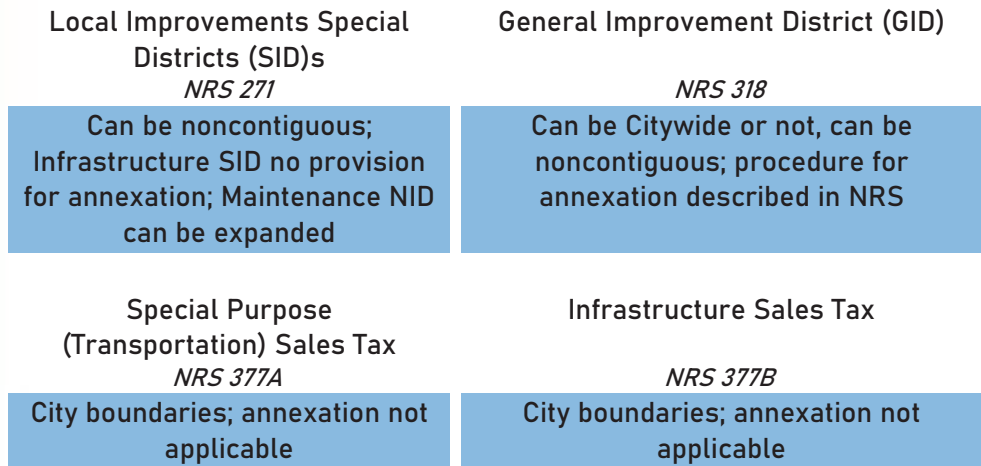 Local Improvements Special
Districts (SID)s
NRS 271
Can be noncontiguous;
Infrastructure SID no provision
for annexation; Maintenance NID
can be expanded
General Improvement District (GID)
NRS 318
Can be Citywide or not, can be
noncontiguous; procedure for
annexation described in NRS
Special Purpose
(Transportation) Sales Tax
NRS 377A
City boundaries; annexation not
applicable
Infrastructure Sales Tax
NRS 377B
City boundaries; annexation not
applicable